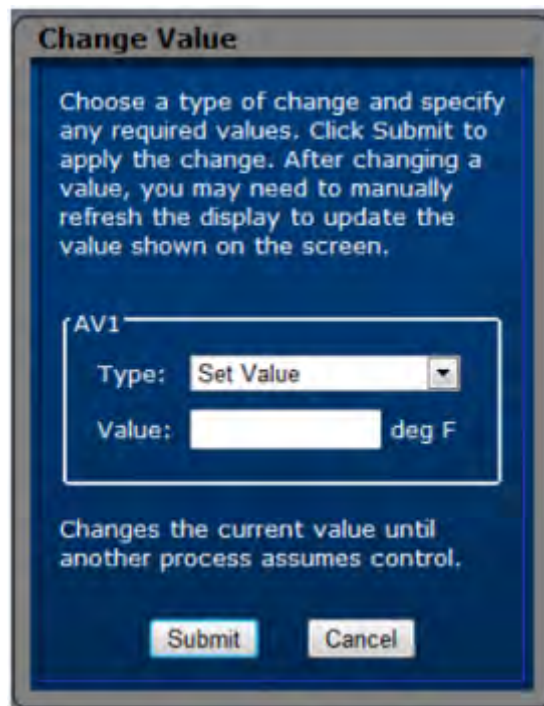 Change Value
Choose a type of change and specify
any required values. Click Submit to
apply the change. After changing a
value, you may need to manually
refresh the display to update the
value shown on the screen.
AV1
Type: Set Value
Value: deg F
Changes the current value until
another process assumes control.
Submit Cancel